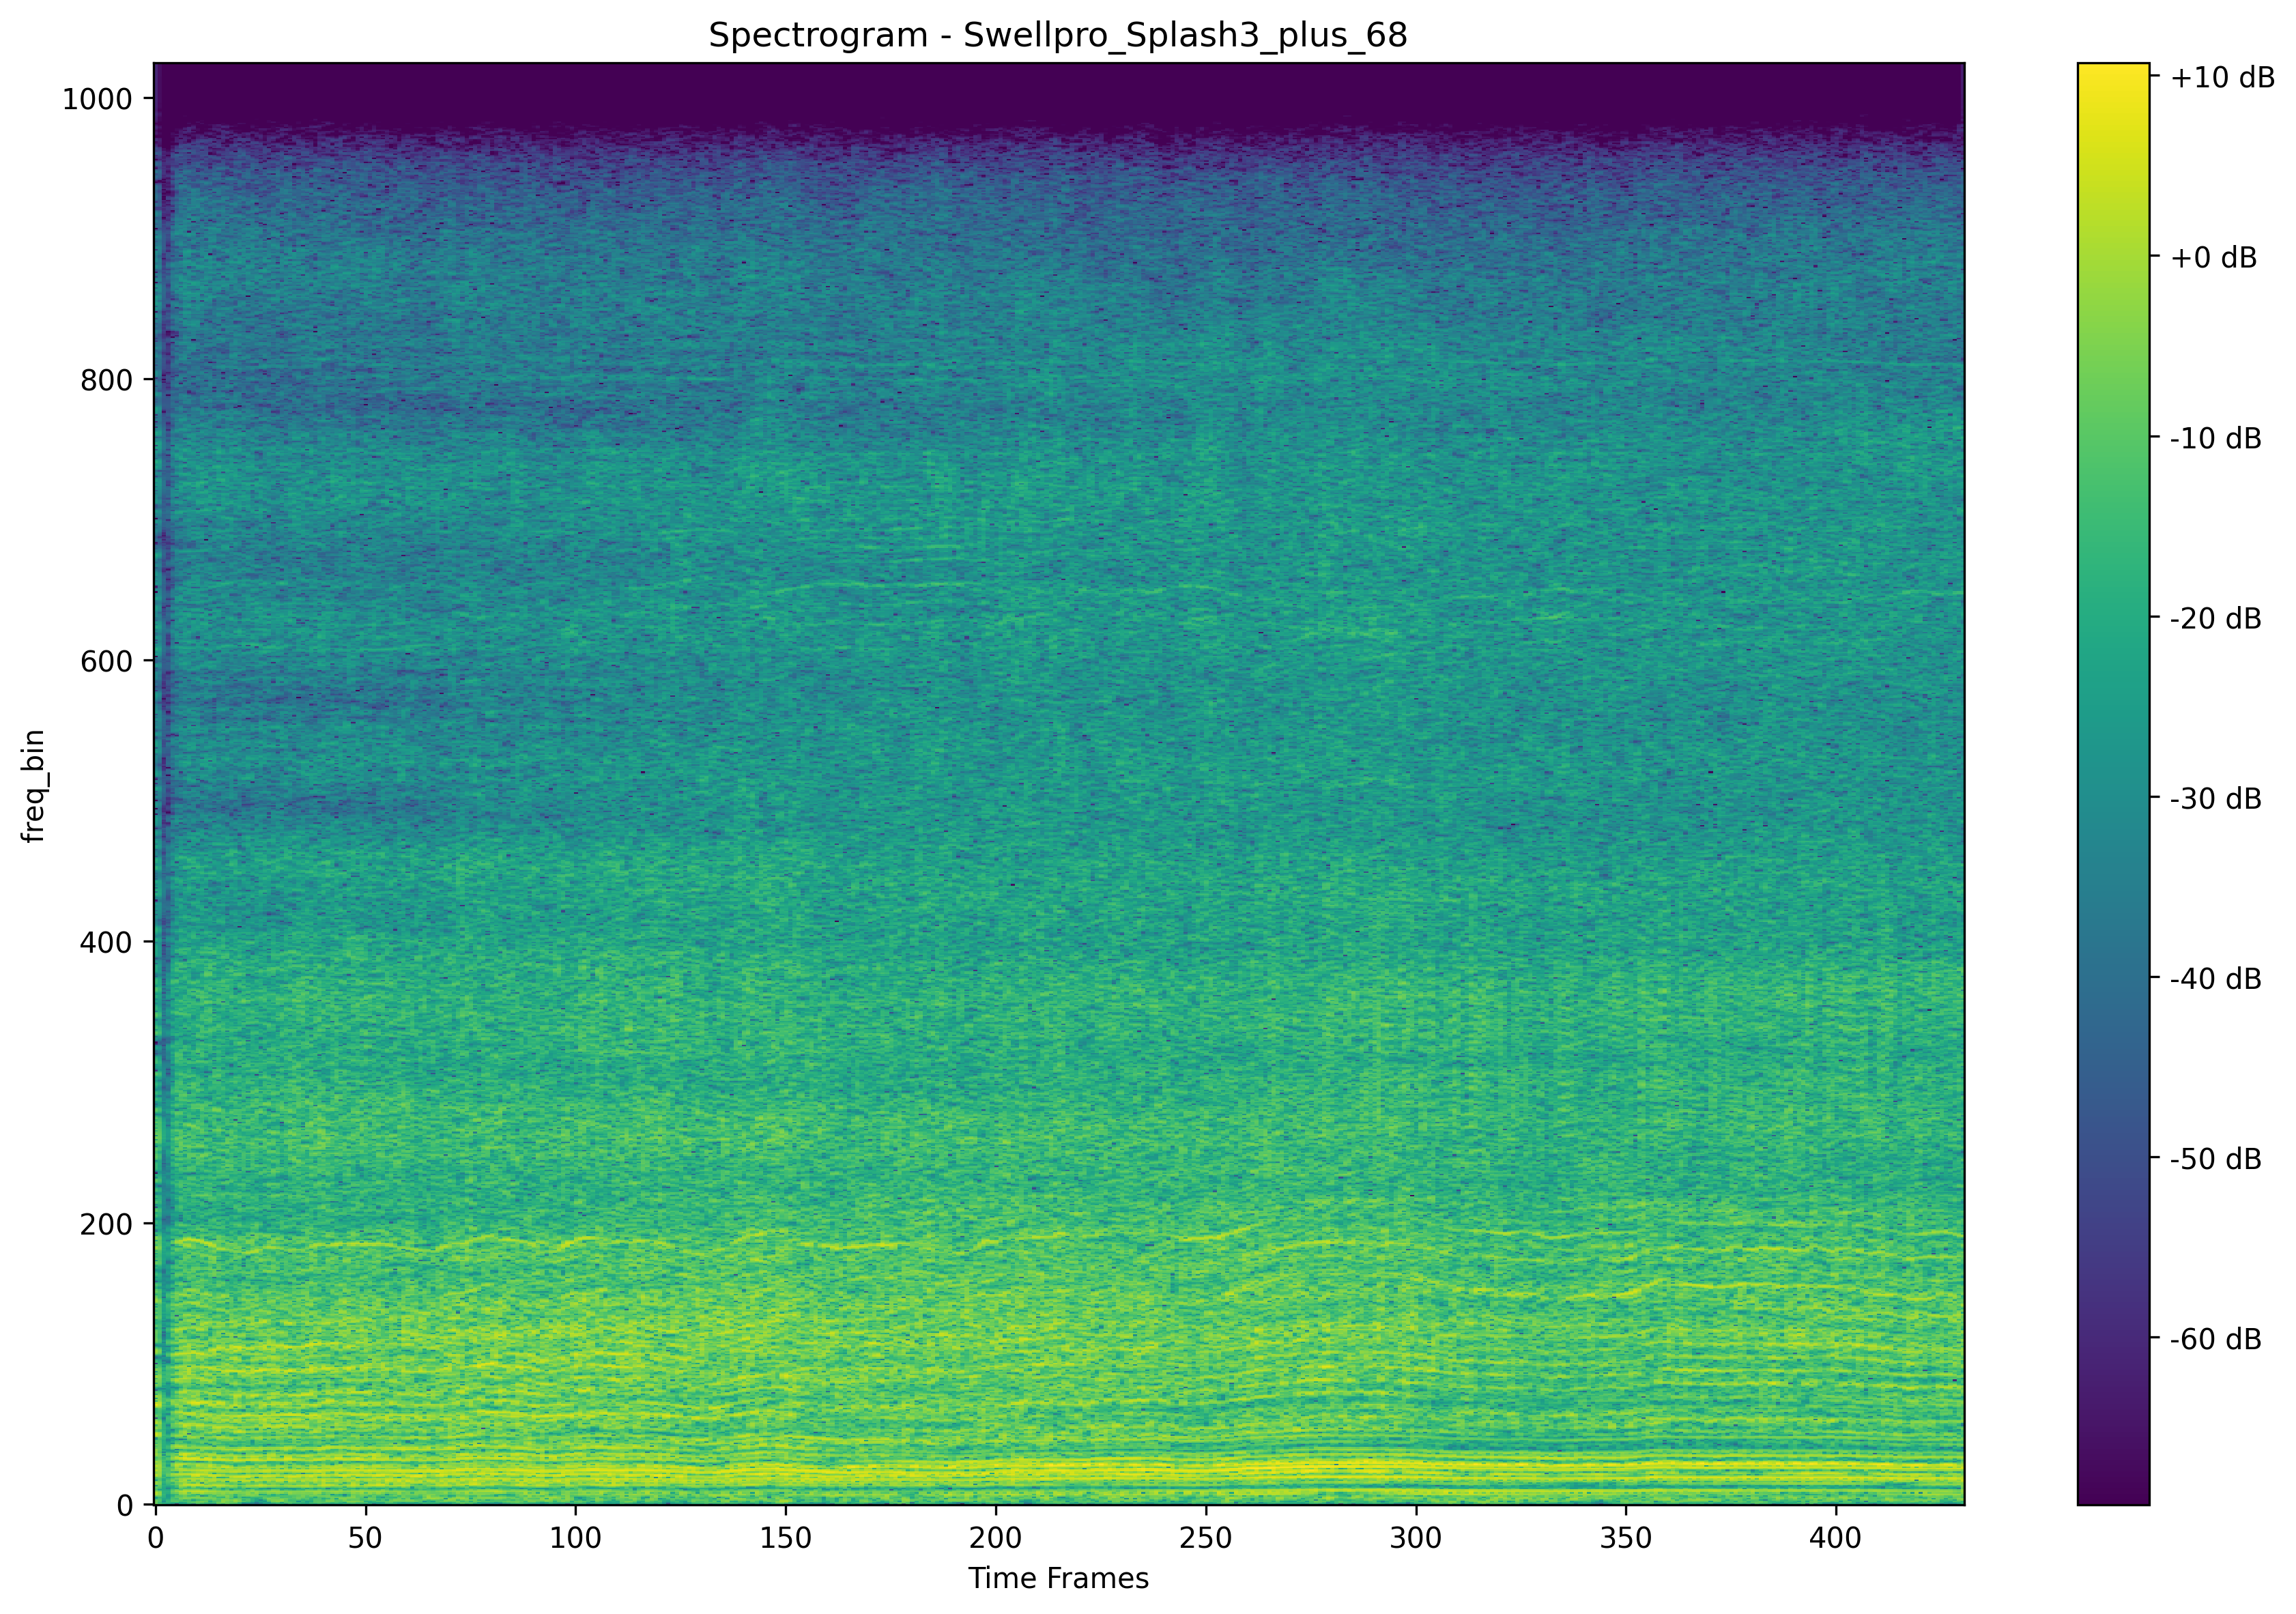 Spectrogram - Swellpro_Splash3_plus_68
freq_bin
1000
800
600
400
200
0
0 50 100 150 200 250 300 350 400
Time Frames
+10 dB
+0 dB
-10 dB
-20 dB
-30 dB
-40 dB
-50 dB
-60 dB